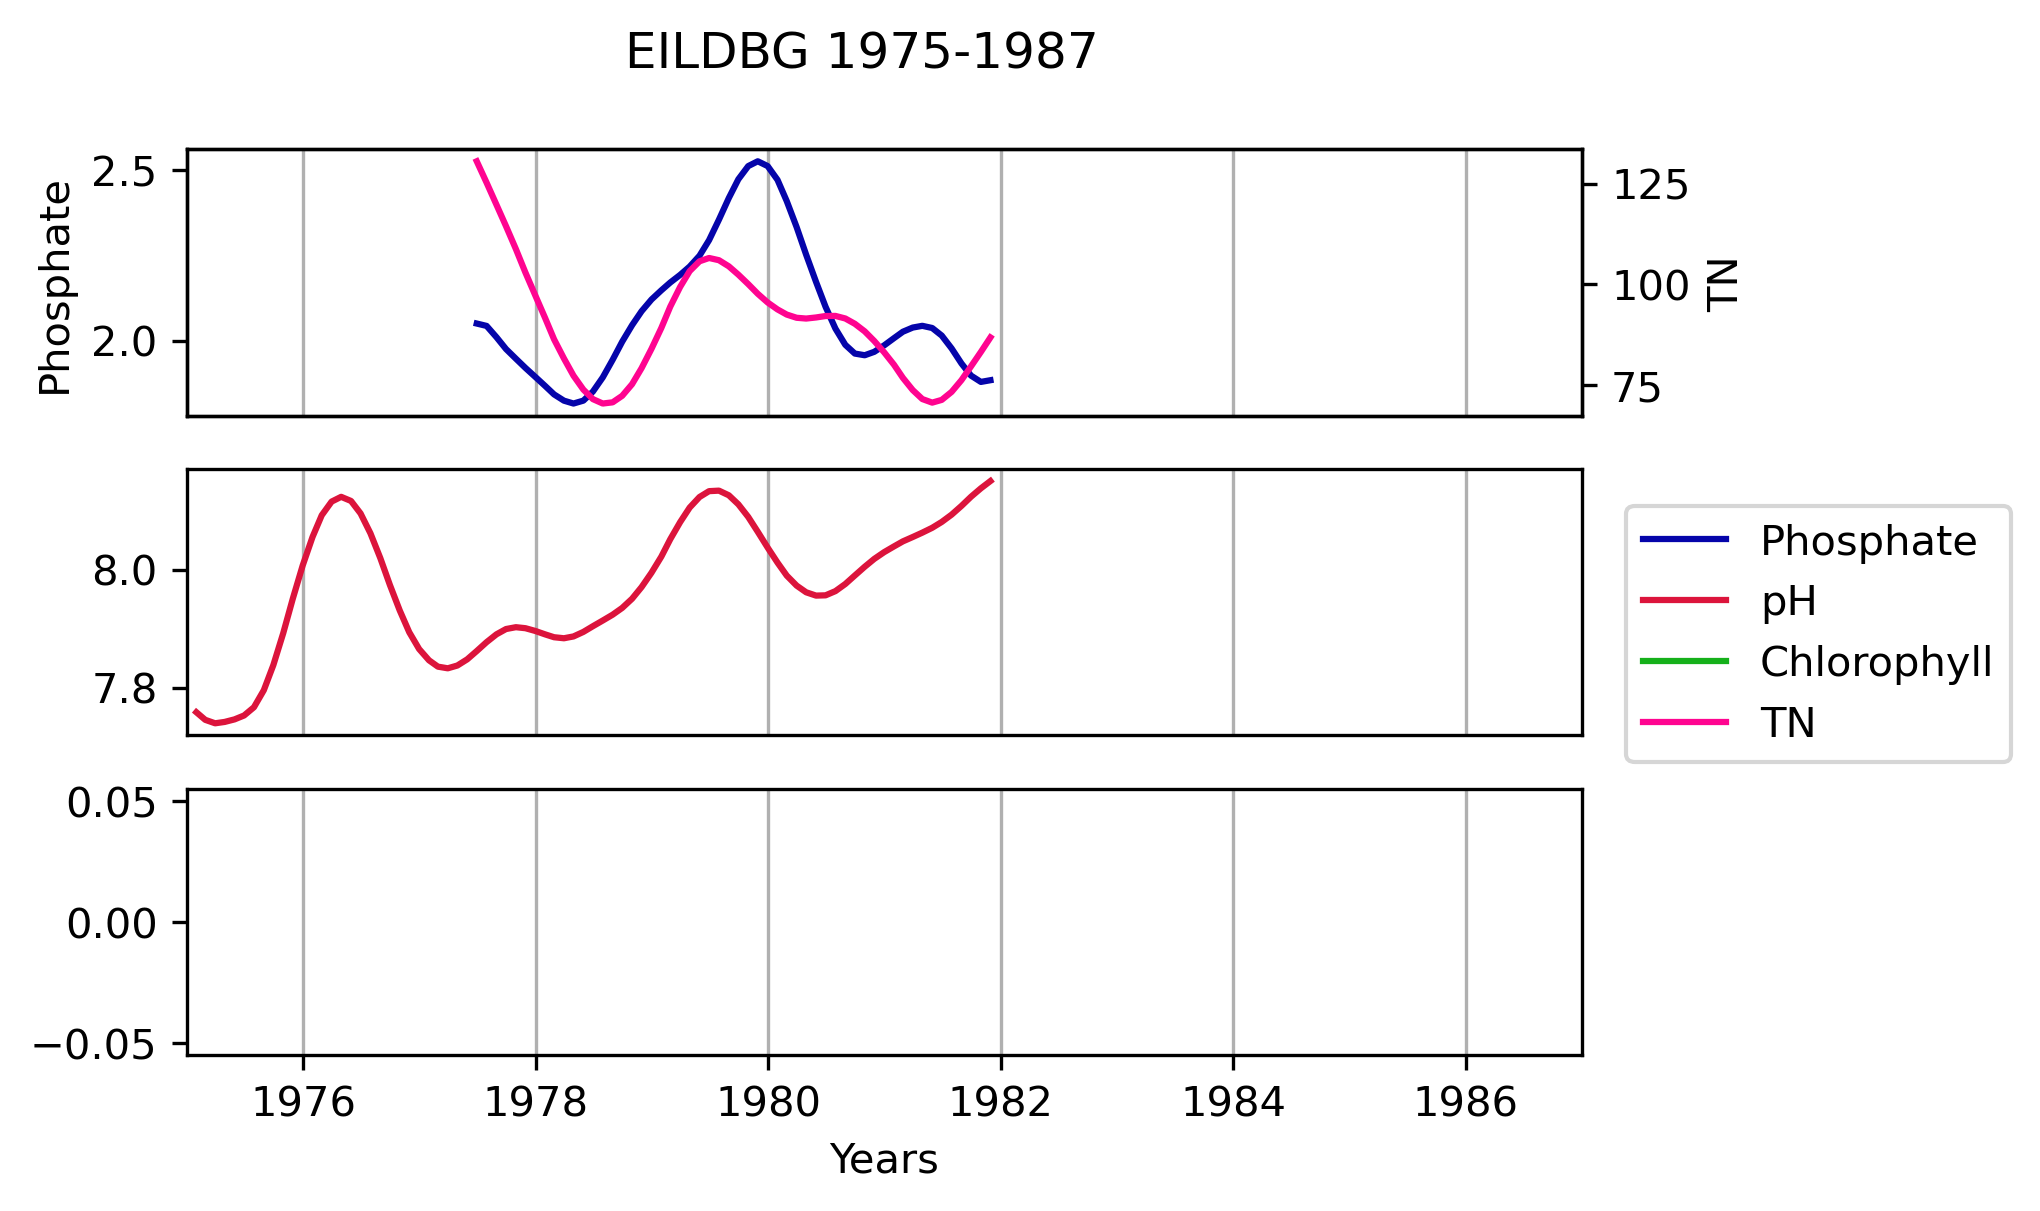 EILDBG 1975-1987
Phosphate
2.5
2.0
125
100
75
TN
8.0
7.8
Phosphate
pH
Chlorophyll
TN
0.05
0.00
−0.05
1976 1978 1980 1982 1984 1986
Years